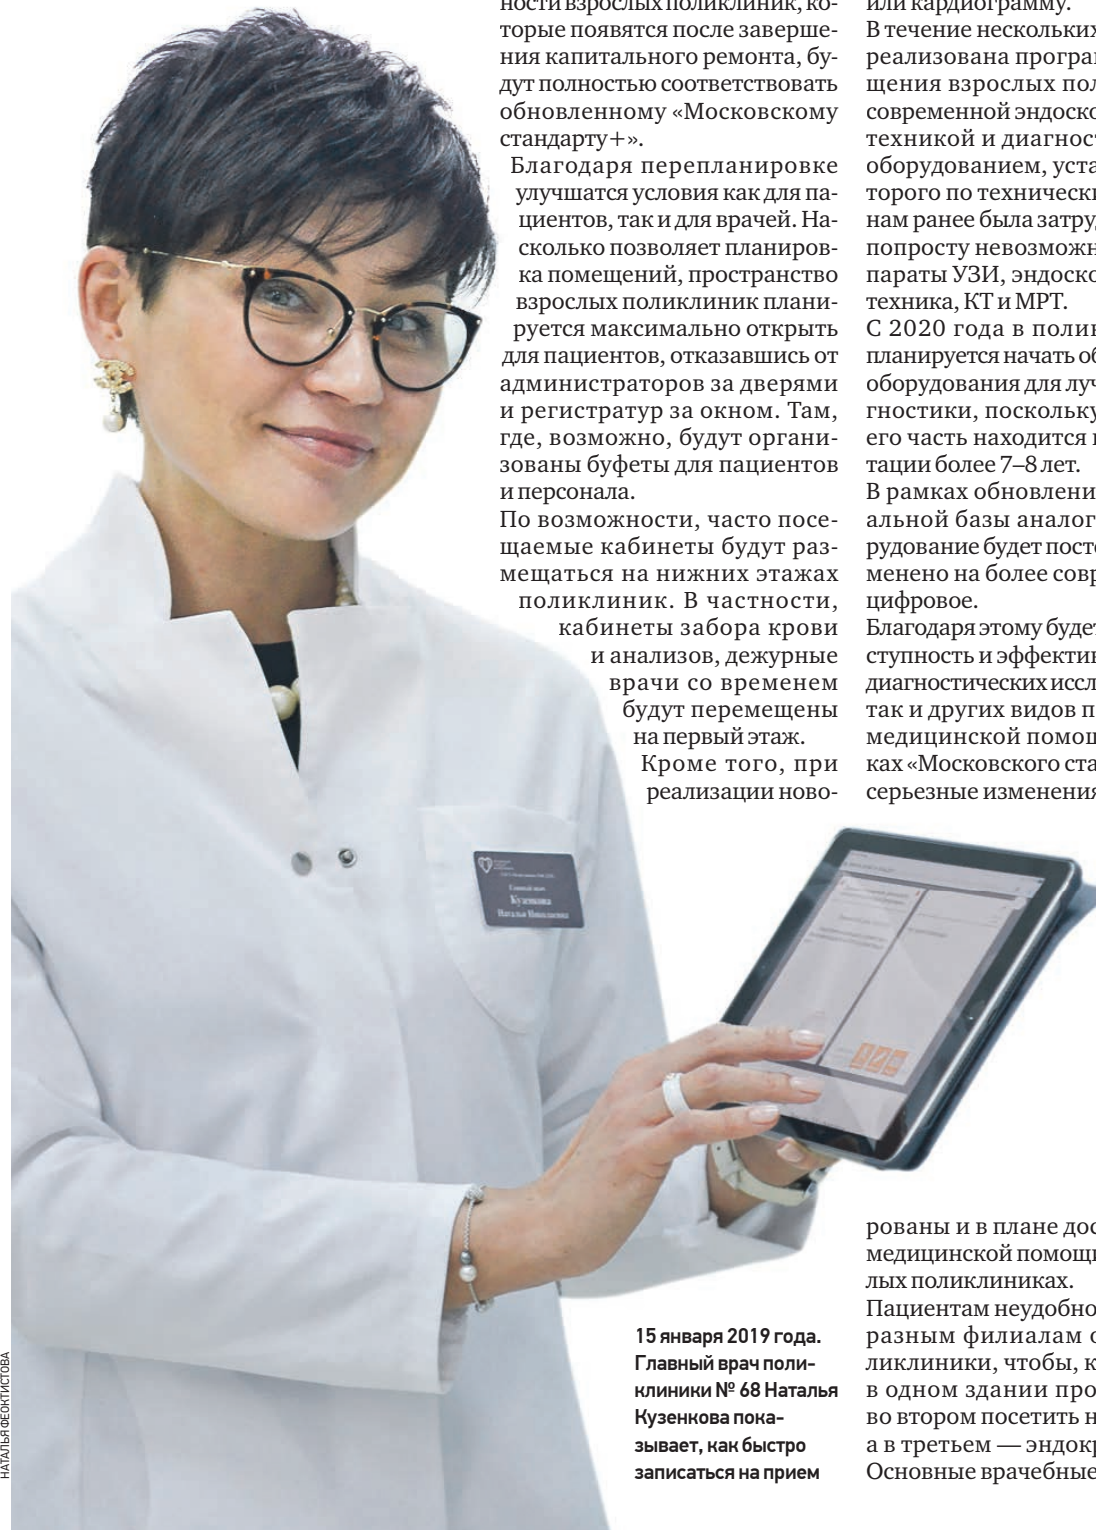 ности взрослых поликлиник, ко-
торые появятся после заверше-
ния капитального ремонта, бу-
дут полностью соответствовать
обновленному «Московскому
стандарту+».
Благодаря перепланировке
улучшатся условия как для па-
циентов, так и для врачей. На-
сколько позволяет планиров-
ка помещений, пространство
взрослых поликлиник плани-
руется максимально открыть
для пациентов, отказавшись от
администраторов за дверями
и регистратур за окном. Там,
где, возможно, будут органи-
зованы буфеты для пациентов
и персонала.
По возможности, часто посе-
щаемые кабинеты будут раз-
мещаться на нижних этажах
поликлиник. В частности,
кабинеты забора крови
и анализов, дежурные
врачи со временем
будут перемещены
на первый этаж.
Кроме того, при
реализации ново-
или кардиограмму.
В течение нескольких
реализована програм
щения взрослых пол
современной эндоско
техникой и диагност
оборудованием, уста
торого по технически
нам ранее была затруд
попросту невозможн
параты УЗИ, эндоско
техника, КТ и МРТ.
С 2020 года в полик
планируется начать об
оборудования для луч
гностики, поскольку
его часть находится в
тации более 7–8 лет.
В рамках обновлени
альной базы аналог
рудование будет посте
менено на более совр
цифровое.
Благодаря этому будет
ступность и эффектив
диагностических иссл
так и других видов п
медицинской помощ
ках «Московского ста
серьезные изменения
рованы и в плане дос
медицинской помощи
лых поликлиниках.
Пациентам неудобно
разным филиалам о
ликлиники, чтобы, к
в одном здании про
во втором посетить н
а в третьем — эндокр
Основные врачебные
Главный врач
Кузенкова
Наталья Николаевна
15 января 2019 года.
Главный врач поли-
клиники № 68 Наталья
Кузенкова пока-
зывает, как быстро
записаться на прием
НАТАЛЬЯ ФЕОКТИСТОВА